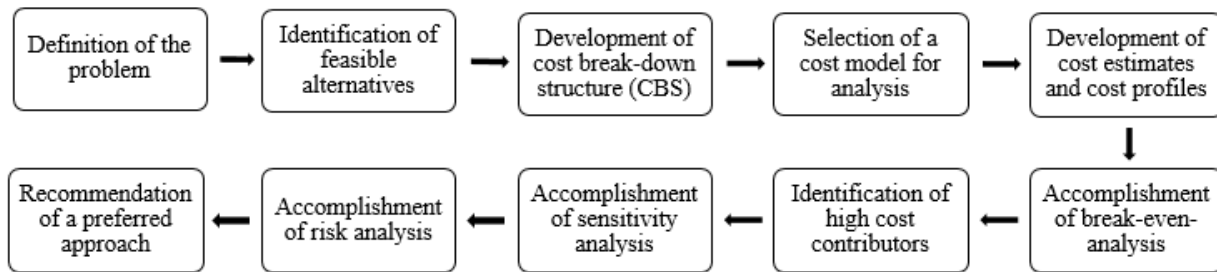 Definition of the
problem
Identification of
feasible
alternatives
Development of
cost break-down
structure (CBS)
Selection of a
cost model for
analysis
Development of
cost estimates
and cost profiles
Recommendation
of a preferred
approach
Accomplishment
of risk analysis
Accomplishment
of sensitivity
analysis
Identification of
high cost
contributors
Accomplishment
of break-even-
analysis